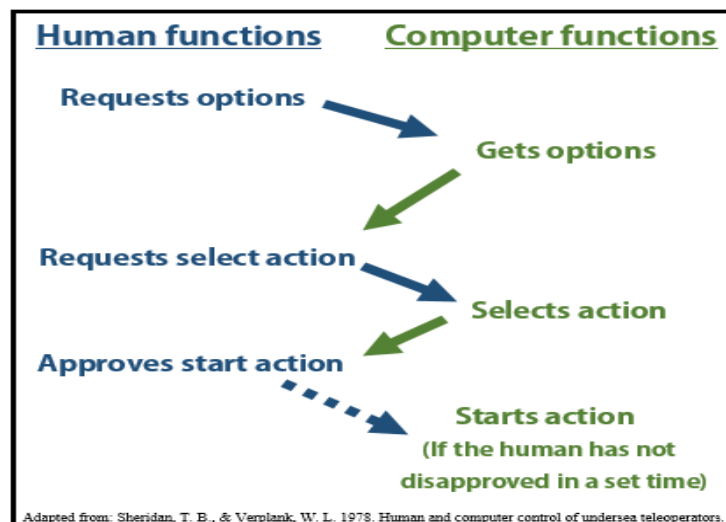 Human functions
Computer functions
Requests options
Gets options
Requests select action
Selects action
Approves start action
Starts action
(If the human has not
disapproved in a set time)
Adapted from: Sheridan, T. B., & Verplank, W. L. 1978. Human and computer control of undersea teleoperators.